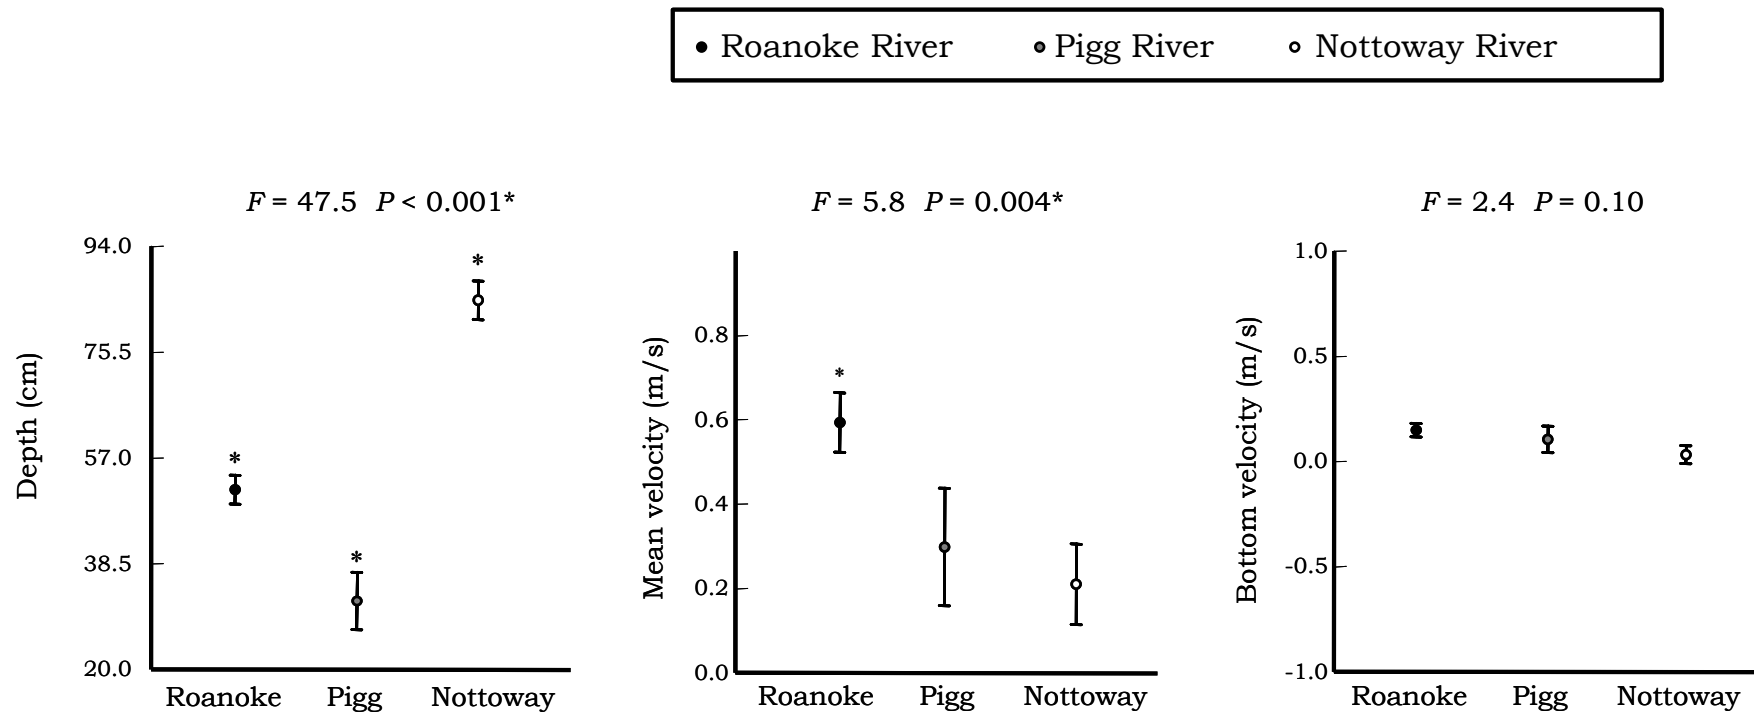 Roanoke River Pigg River Nottoway River
F = 47.5 P < 0.001*
94.0
75.5
57.0
38.5
20.0
Depth (cm)
*
*
*
Roanoke Pigg Nottoway
F = 5.8 P = 0.004*
0.8
0.6
0.4
0.2
0.0
Mean velocity (m/s)
*
Roanoke Pigg Nottoway
F = 2.4 P = 0.10
1.0
0.5
0.0
-0.5
-1.0
Bottom velocity (m/s)
Roanoke Pigg Nottoway